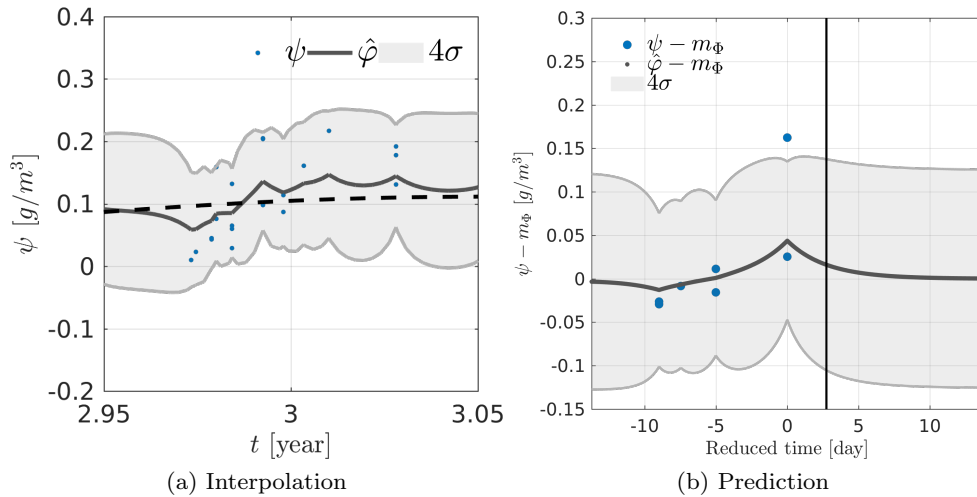 0.4
0.3
0.2
0.1
0
-0.1
-0.2
ψ [g/m³]
ψ φ̂ 4σ
2.95 3 3.05
t [year]
(a) Interpolation
0.3
0.25
0.2
0.15
0.1
0.05
0
-0.05
-0.1
-0.15
ψ − m_Φ [g/m³]
ψ − m_Φ
φ̂ − m_Φ
4σ
-10 -5 0 5 10
Reduced time [day]
(b) Prediction